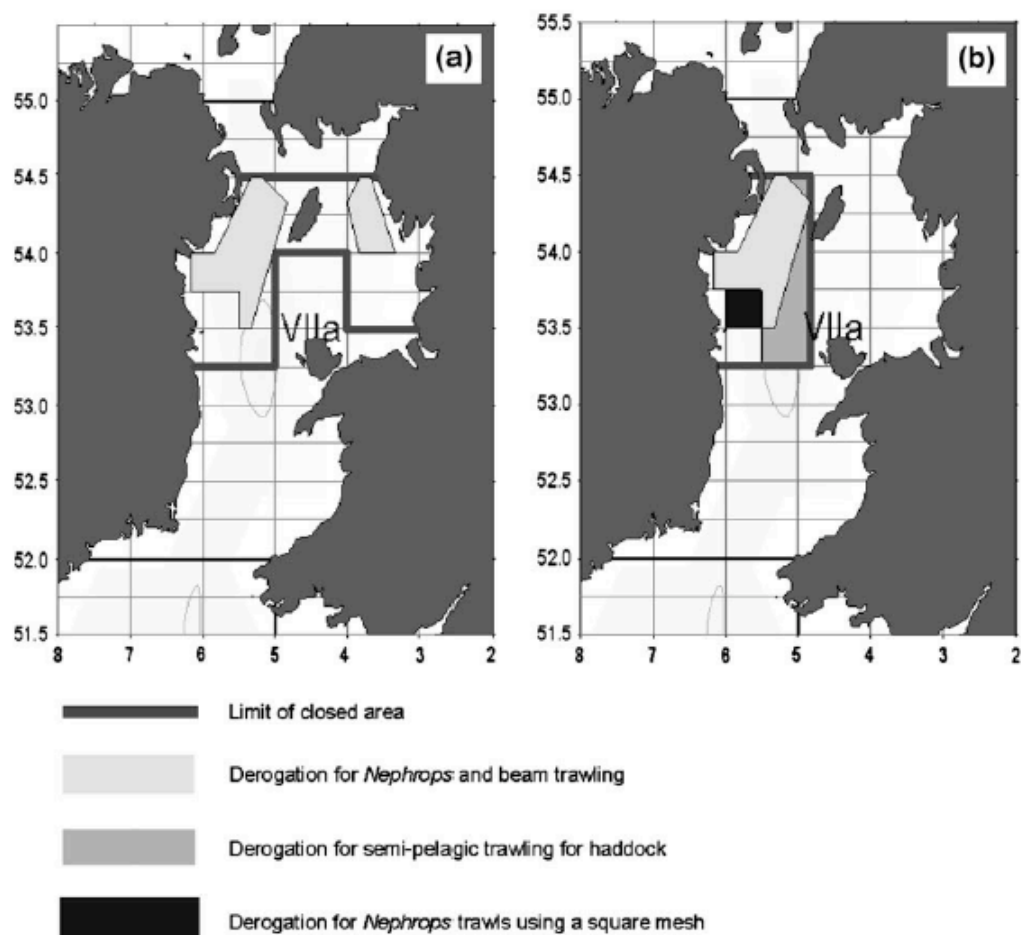 (a)
55.0
54.5
54.0
53.5
53.0
52.5
52.0
51.5
8 7 6 5 4 3 2
VIIa
(b)
55.5
55.0
54.5
54.0
53.5
53.0
52.5
52.0
51.5
8 7 6 5 4 3 2
VIIa
Limit of closed area
Derogation for Nephrops and beam trawling
Derogation for semi-pelagic trawling for haddock
Derogation for Nephrops trawls using a square mesh